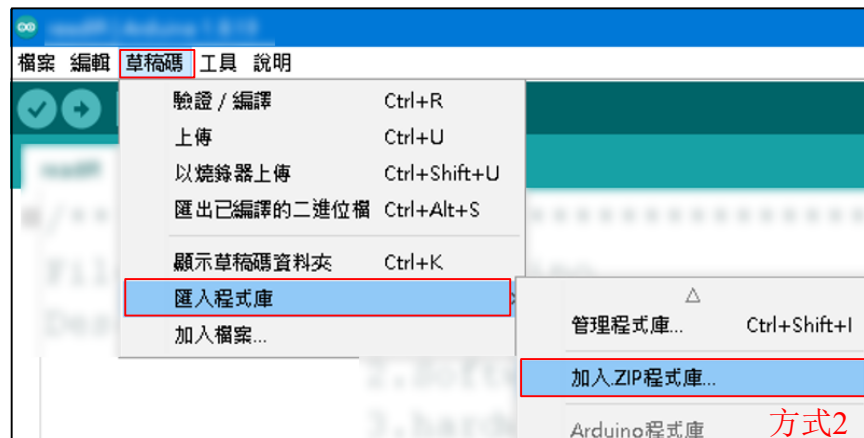 檔案 編輯 草稿碼 工具 說明
驗證 / 編譯 Ctrl+R
上傳 Ctrl+U
以燒錄器上傳 Ctrl+Shift+U
匯出已編譯的二進位檔 Ctrl+Alt+S
顯示草稿碼資料夾 Ctrl+K
匯入程式庫
加入檔案...
管理程式庫... Ctrl+Shift+I
加入.ZIP程式庫...
Arduino程式庫
方式2